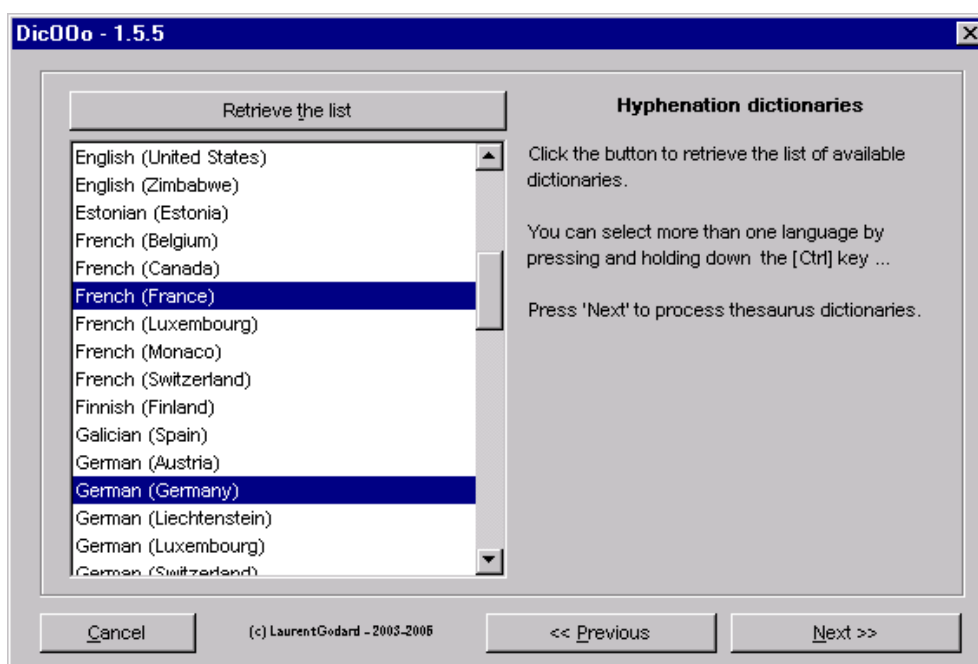 DicOOo - 1.5.5
Retrieve the list
English (United States)
English (Zimbabwe)
Estonian (Estonia)
French (Belgium)
French (Canada)
French (France)
French (Luxembourg)
French (Monaco)
French (Switzerland)
Finnish (Finland)
Galician (Spain)
German (Austria)
German (Germany)
German (Liechtenstein)
German (Luxembourg)
German (Switzerland)
Hyphenation dictionaries
Click the button to retrieve the list of available
dictionaries.
You can select more than one language by
pressing and holding down the [Ctrl] key ...
Press 'Next' to process thesaurus dictionaries.
Cancel
(c) Laurent Godard - 2003-2005
<< Previous
Next >>